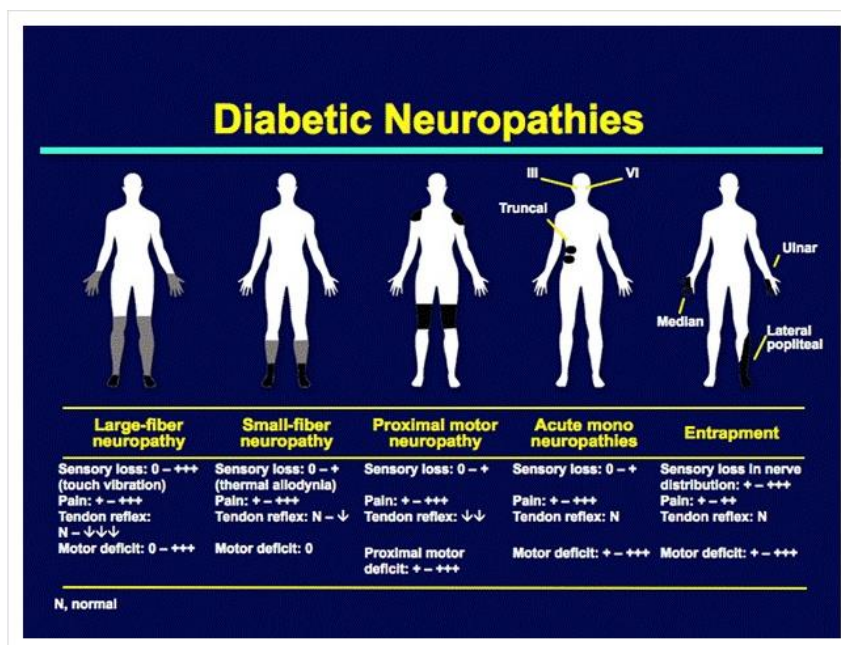 Diabetic Neuropathies
III
VI
Truncal
Ulnar
Median
Lateral
popliteal
Large-fiber
neuropathy
Sensory loss: 0 – +++
(touch vibration)
Pain: + – +++
Tendon reflex:
N – ↓↓↓
Motor deficit: 0 – +++
Small-fiber
neuropathy
Sensory loss: 0 – +
(thermal allodynia)
Pain: + – +++
Tendon reflex: N – ↓
Motor deficit: 0
Proximal motor
neuropathy
Sensory loss: 0 – +
Pain: + – +++
Tendon reflex: ↓↓
Proximal motor
deficit: + – +++
Acute mono
neuropathies
Sensory loss: 0 – +
Pain: + – +++
Tendon reflex: N
Motor deficit: + – +++
Entrapment
Sensory loss in nerve
distribution: + – +++
Pain: + – ++
Tendon reflex: N
Motor deficit: + – +++
N, normal